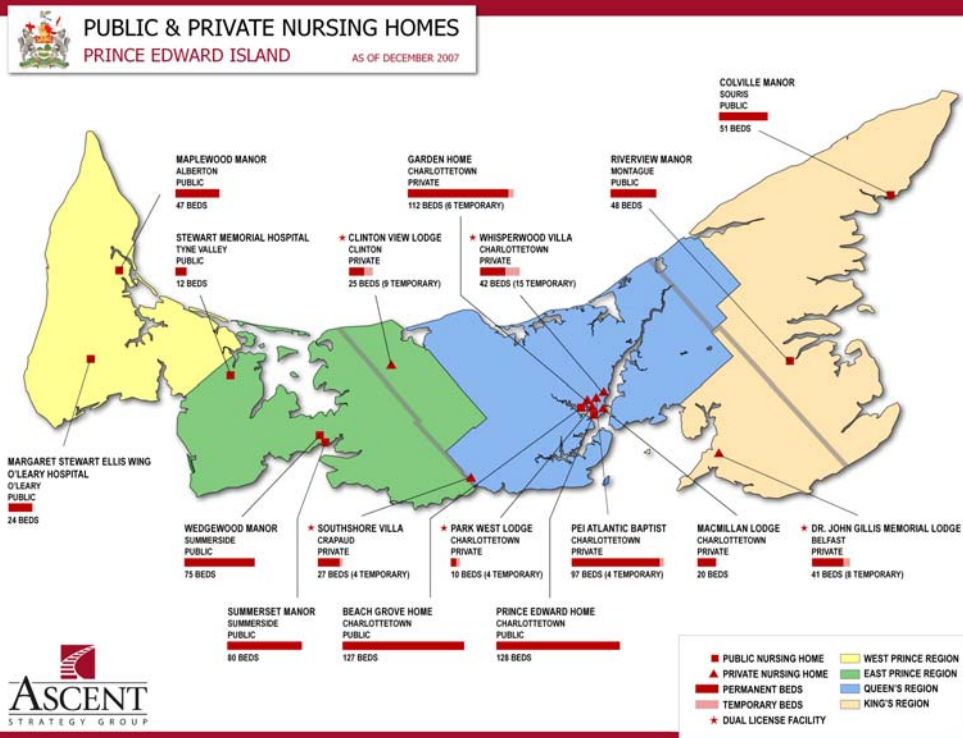 PUBLIC & PRIVATE NURSING HOMES
PRINCE EDWARD ISLAND
AS OF DECEMBER 2007
COLVILLE MANOR
SOURIS
PUBLIC
51 BEDS
MAPLEWOOD MANOR
ALBERTON
PUBLIC
47 BEDS
GARDEN HOME
CHARLOTTETOWN
PRIVATE
112 BEDS (6 TEMPORARY)
RIVERVIEW MANOR
MONTAGUE
PUBLIC
48 BEDS
STEWART MEMORIAL HOSPITAL
TYNE VALLEY
PUBLIC
12 BEDS
★ CLINTON VIEW LODGE
CLINTON
PRIVATE
25 BEDS (9 TEMPORARY)
★ WHISPERWOOD VILLA
CHARLOTTETOWN
PRIVATE
42 BEDS (15 TEMPORARY)
MARGARET STEWART ELLIS WING
O'LEARY HOSPITAL
O'LEARY
PUBLIC
24 BEDS
WEDGEWOOD MANOR
SUMMERSIDE
PUBLIC
75 BEDS
★ SOUTHSHORE VILLA
CRAPAUD
PRIVATE
27 BEDS (4 TEMPORARY)
★ PARK WEST LODGE
CHARLOTTETOWN
PRIVATE
10 BEDS (4 TEMPORARY)
PEI ATLANTIC BAPTIST
CHARLOTTETOWN
PRIVATE
97 BEDS (4 TEMPORARY)
MACMILLAN LODGE
CHARLOTTETOWN
PRIVATE
20 BEDS
★ DR. JOHN GILLIS MEMORIAL LODGE
BELFAST
PRIVATE
41 BEDS (8 TEMPORARY)
SUMMERSET MANOR
SUMMERSIDE
PUBLIC
80 BEDS
BEACH GROVE HOME
CHARLOTTETOWN
PUBLIC
127 BEDS
PRINCE EDWARD HOME
CHARLOTTETOWN
PUBLIC
128 BEDS
ASCENT
STRATEGY GROUP
PUBLIC NURSING HOME
PRIVATE NURSING HOME
PERMANENT BEDS
TEMPORARY BEDS
★ DUAL LICENSE FACILITY
WEST PRINCE REGION
EAST PRINCE REGION
QUEEN'S REGION
KING'S REGION